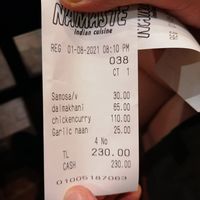 NAMASTE
indian cuisine
REG 01-08-2021 08:10 PM
038
CT 1
Samosa/v 30.00
dalmakhani 65.00
chickencurry 110.00
Garlic naan 25.00
4 No
TL 230.00
CASH 230.00
01005187063